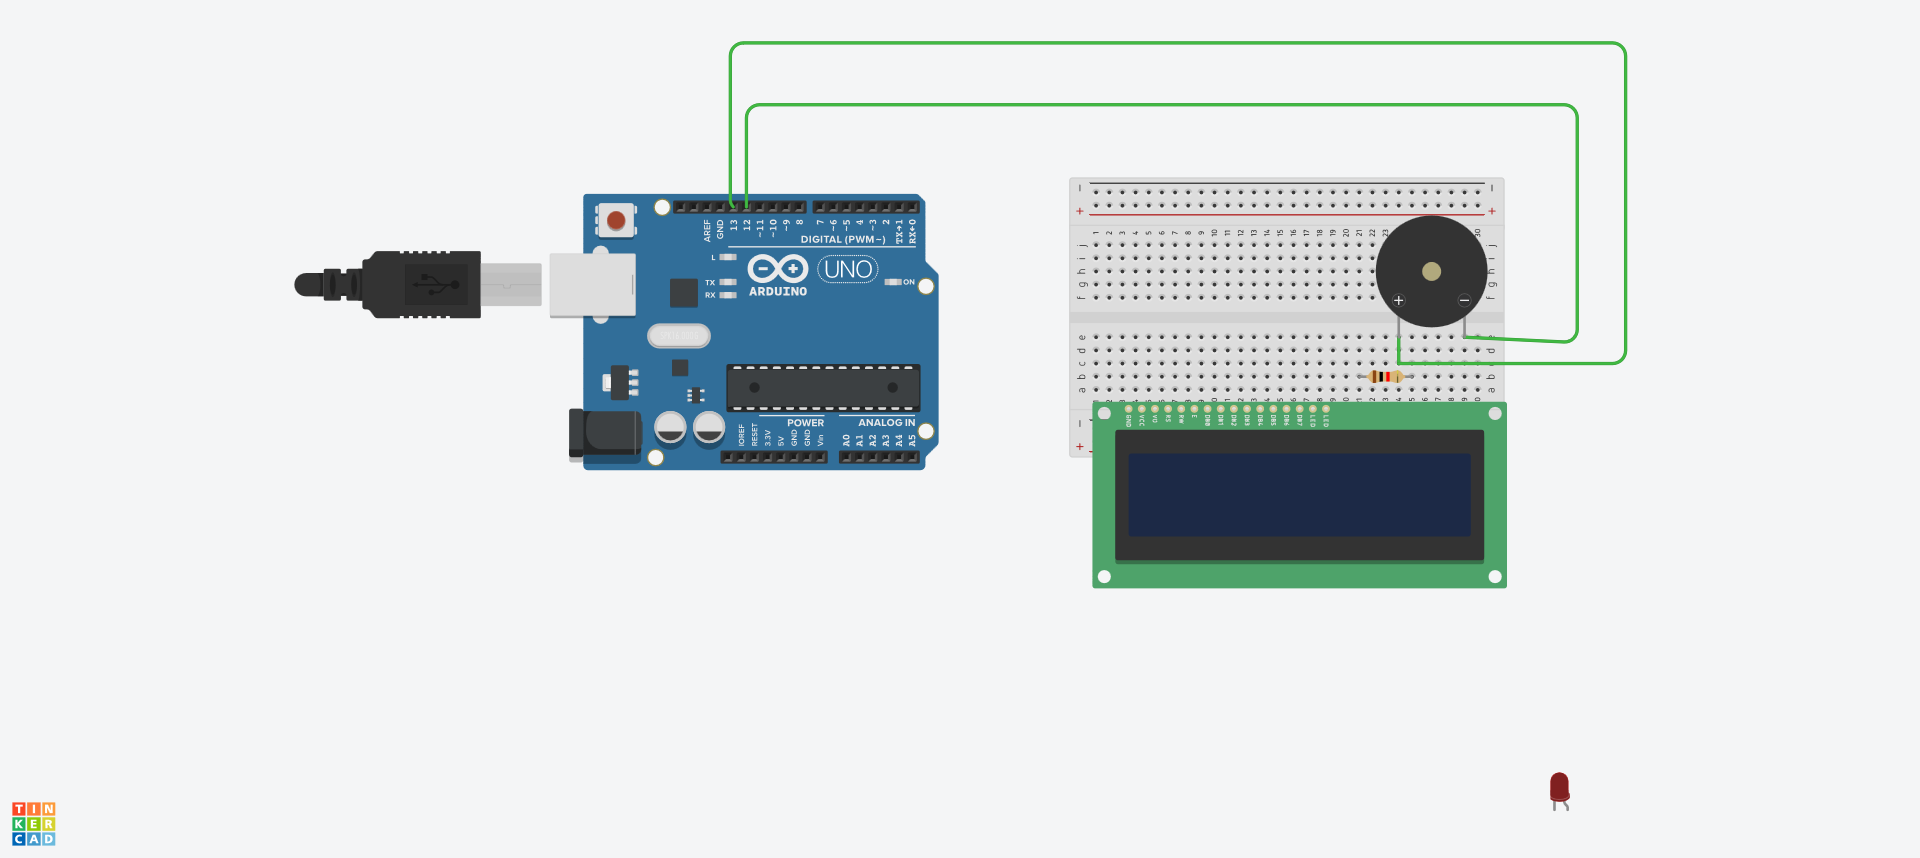 AREF
GND
13
12
~11
~10
~9
8
7
~6
~5
4
~3
2
TX→1
RX←0
DIGITAL (PWM~)
L
TX
RX
ARDUINO
UNO
ON
IOREF
RESET
3.3V
5V
GND
GND
Vin
POWER
ANALOG IN
A0
A1
A2
A3
A4
A5
− −
+ +
1 2 3 4 5 6 7 8 9 10 11 12 13 14 15 16 17 18 19 20 21 22 23 30
j j
i i
h h
g g
f f
+ −
e e
d d
c c
b b
a a
−
+
GND VCC VO RS RW E DB0 DB1 DB2 DB3 DB4 DB5 DB6 DB7 LED LED
TIN
KER
CAD